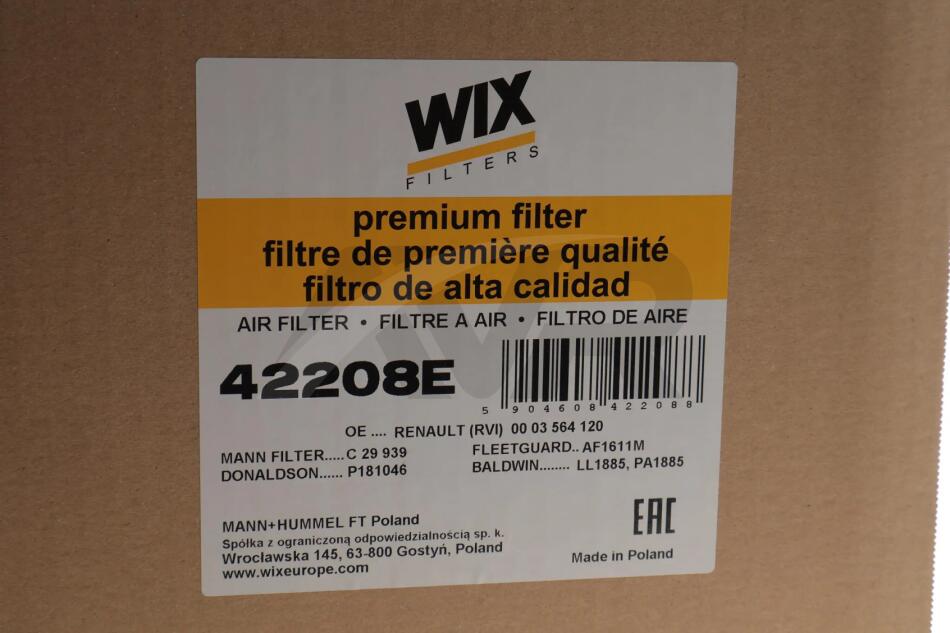 WIX
FILTERS
premium filter
filtre de première qualité
filtro de alta calidad
AIR FILTER • FILTRE A AIR • FILTRO DE AIRE
42208E
5 904608 422088
OE .... RENAULT (RVI) 00 03 564 120
MANN FILTER.....C 29 939
FLEETGUARD.. AF1611M
DONALDSON...... P181046
BALDWIN........ LL1885, PA1885
MANN+HUMMEL FT Poland
Spółka z ograniczoną odpowiedzialnością sp. k.
Wrocławska 145, 63-800 Gostyń, Poland
www.wixeurope.com
EAC
Made in Poland